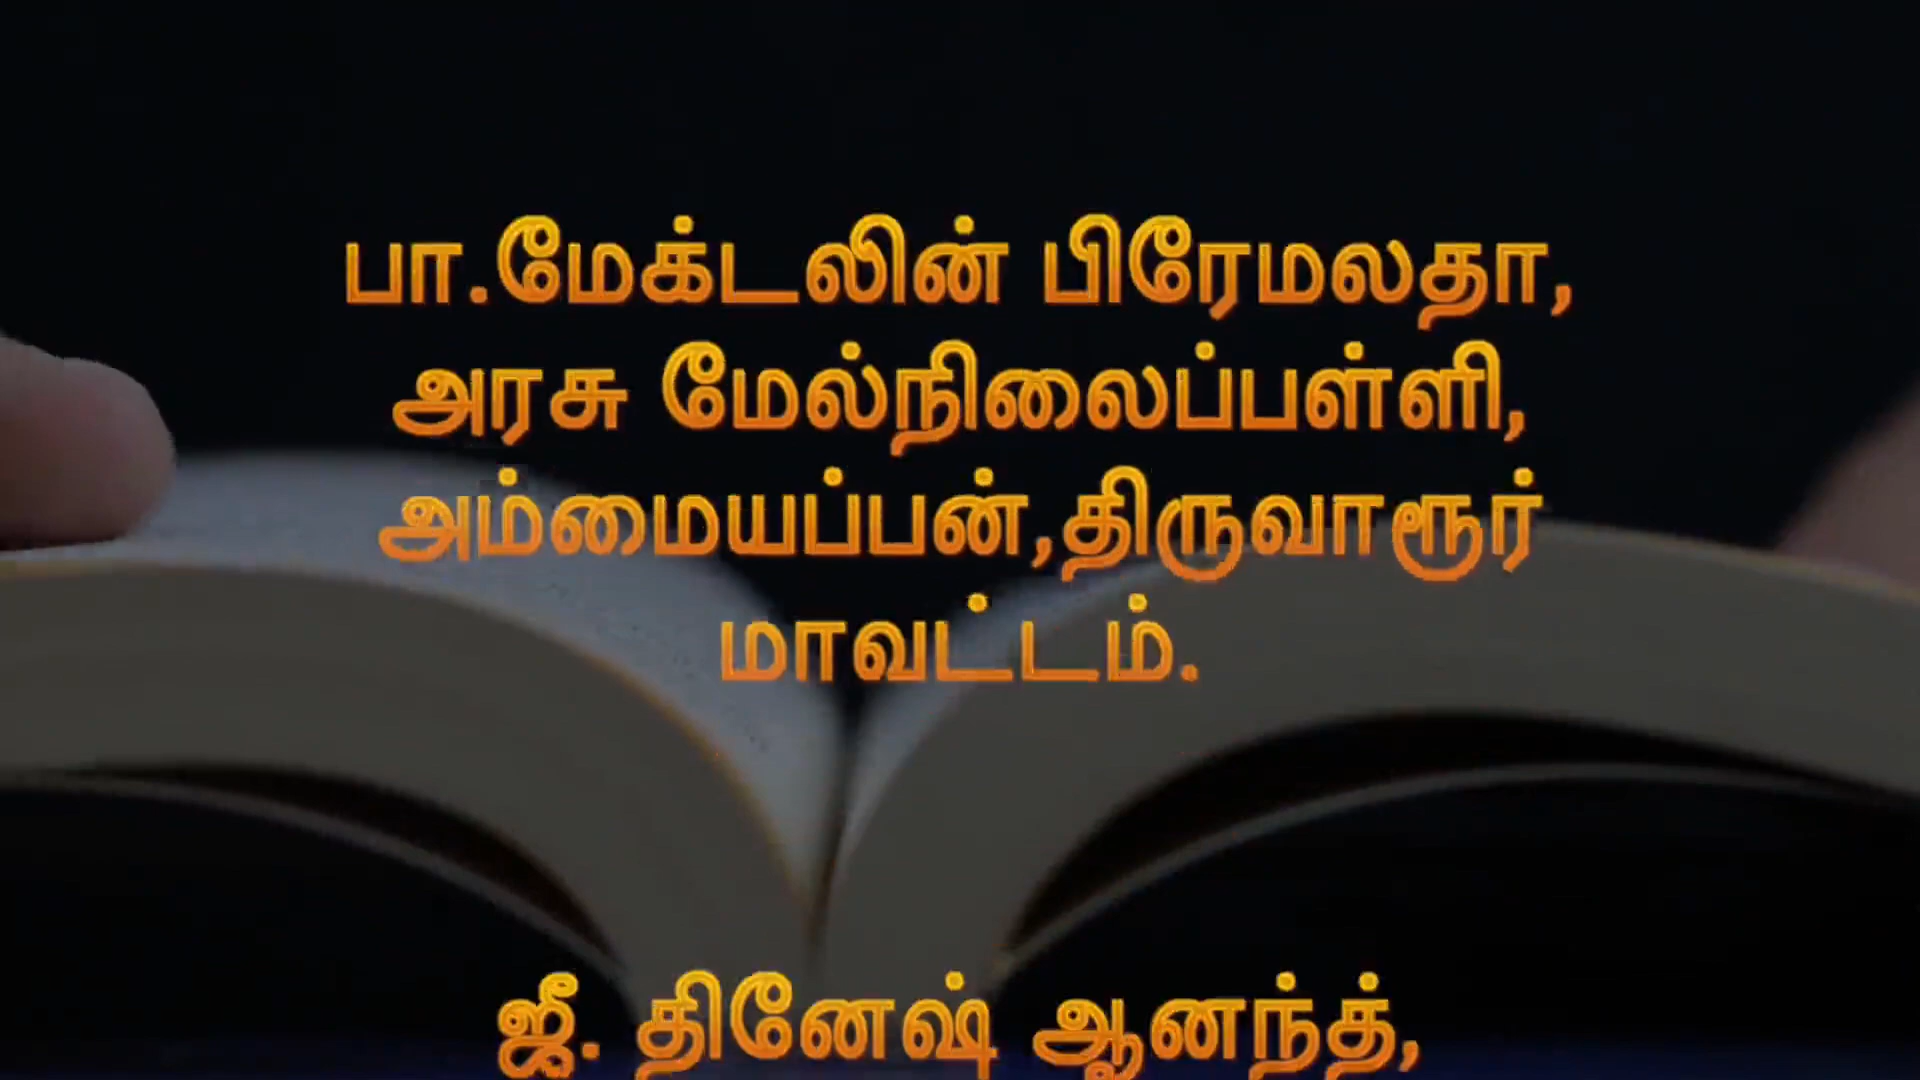 பா.மேக்டலின் பிரேமலதா,
அரசு மேல்நிலைப்பள்ளி,
அம்மையப்பன்,திருவாரூர்
மாவட்டம்.
ஜீ. தினேஷ் ஆனந்த்,